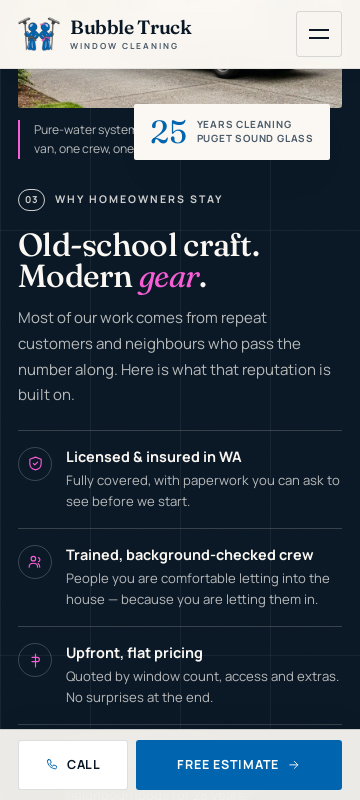 Bubble Truck
WINDOW CLEANING
Pure-water system
van, one crew, one
25
YEARS CLEANING
PUGET SOUND GLASS
03
WHY HOMEOWNERS STAY
Old-school craft.
Modern gear.
Most of our work comes from repeat
customers and neighbours who pass the
number along. Here is what that reputation is
built on.
Licensed & insured in WA
Fully covered, with paperwork you can ask to
see before we start.
Trained, background-checked crew
People you are comfortable letting into the
house — because you are letting them in.
Upfront, flat pricing
Quoted by window count, access and extras.
No surprises at the end.
CALL
FREE ESTIMATE →